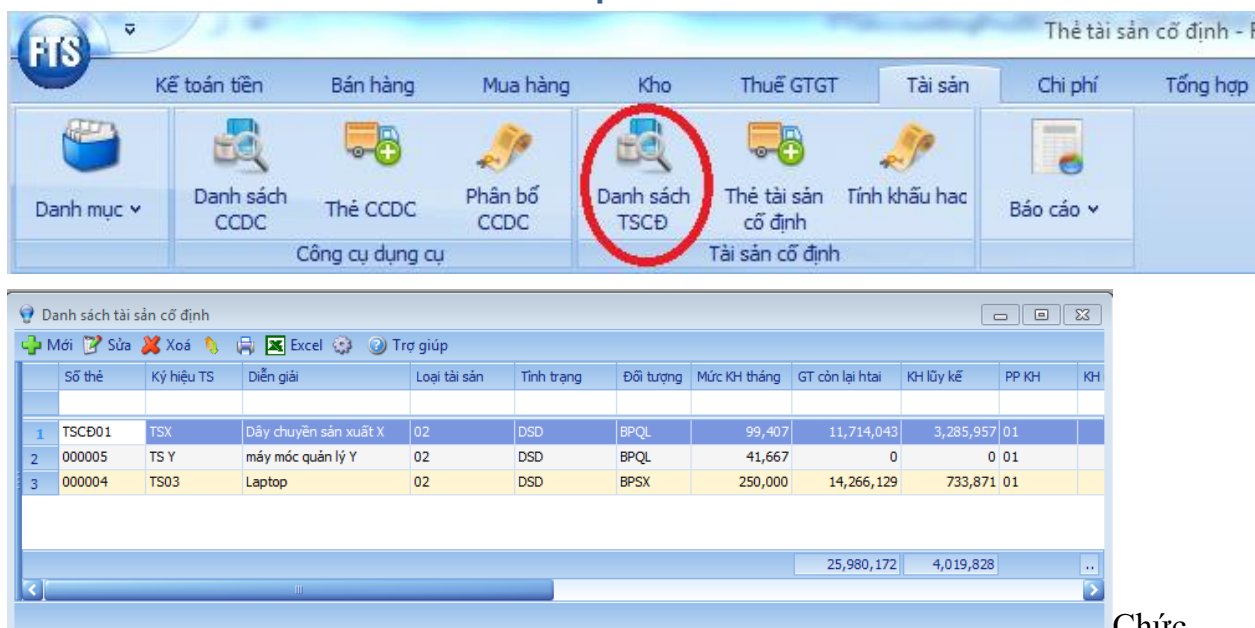 FTS
Thẻ tài sản cố định - F
Kế toán tiền Bán hàng Mua hàng Kho Thuế GTGT Tài sản Chi phí Tổng hợp
Danh mục
Danh sách CCDC
Thẻ CCDC
Phân bổ CCDC
Danh sách TSCĐ
Thẻ tài sản cố định
Tính khấu hao
Báo cáo
Công cụ dụng cụ
Tài sản cố định
Danh sách tài sản cố định
Mới Sửa Xoá Excel Trợ giúp
Số thẻ Ký hiệu TS Diễn giải Loại tài sản Tình trạng Đối tượng Mức KH tháng GT còn lại htai KH lũy kế PP KH KH
1 TSCĐ01 TSX Dây chuyền sản xuất X 02 DSD BPQL 99,407 11,714,043 3,285,957 01
2 000005 TS Y máy móc quản lý Y 02 DSD BPQL 41,667 0 0 01
3 000004 TS03 Laptop 02 DSD BPSX 250,000 14,266,129 733,871 01
25,980,172 4,019,828 ..
Chức